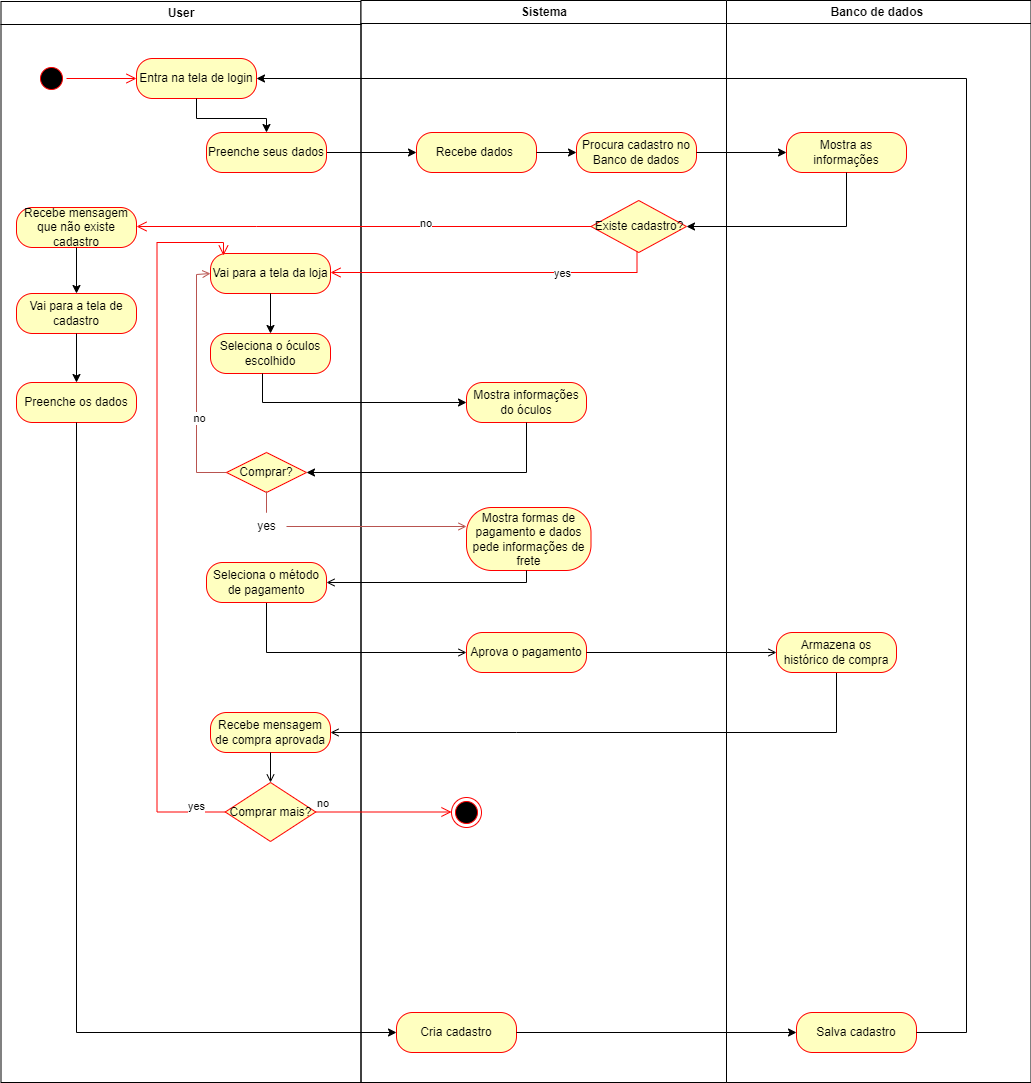 User
Sistema
Banco de dados
Entra na tela de login
Preenche seus dados
Recebe dados
Procura cadastro no
Banco de dados
Mostra as
informações
Recebe mensagem
que não existe
cadastro
no
Existe cadastro?
Vai para a tela da loja
yes
Vai para a tela de
cadastro
Seleciona o óculos
escolhido
Preenche os dados
Mostra informações
do óculos
no
Comprar?
yes
Mostra formas de
pagamento e dados
pede informações de
frete
Seleciona o método
de pagamento
Aprova o pagamento
Armazena os
histórico de compra
Recebe mensagem
de compra aprovada
yes
Comprar mais?
no
Cria cadastro
Salva cadastro